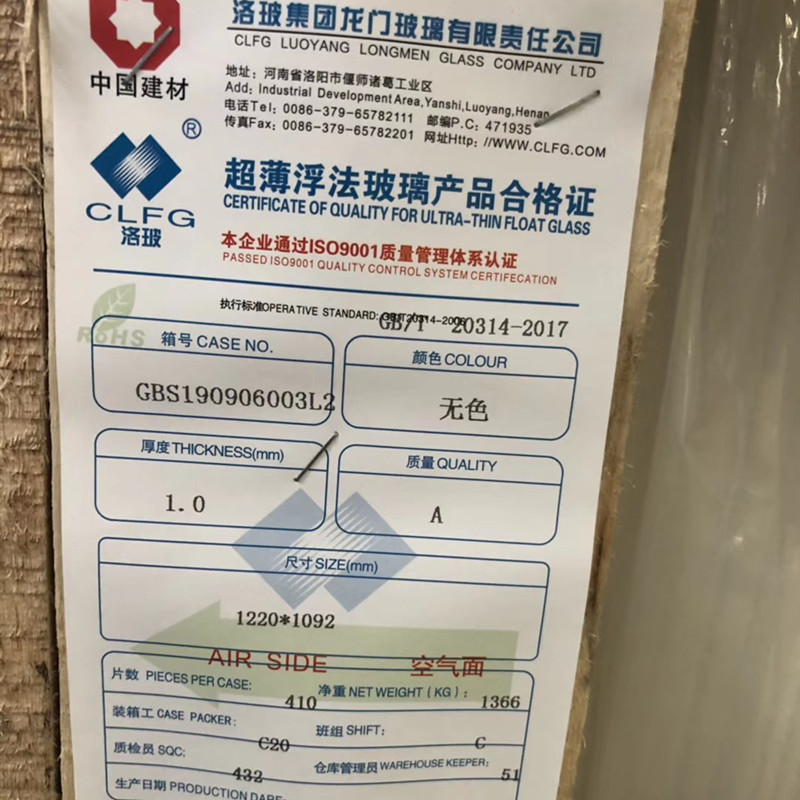 洛玻集团龙门玻璃有限责任公司
CLFG LUOYANG LONGMEN GLASS COMPANY LTD
中国建材
地址：河南省洛阳市偃师诸葛工业区
Add: Industrial Development Area,Yanshi,Luoyang,Henan
电话Tel: 0086-379-65782111 邮编P.C: 471935
传真Fax: 0086-379-65782201 网址Http: //WWW.CLFG.COM
®
CLFG
洛玻
超薄浮法玻璃产品合格证
CERTIFICATE OF QUALITY FOR ULTRA-THIN FLOAT GLASS
本企业通过ISO9001质量管理体系认证
PASSED ISO9001 QUALITY CONTROL SYSTEM CERTIFECATION
执行标准OPERATIVE STANDARD: GB/T20314-2006
GB/T 20314-2017
RoHS
箱号 CASE NO.
GBS190906003L2
颜色 COLOUR
无色
厚度 THICKNESS(mm)
1.0
质量 QUALITY
A
尺寸 SIZE(mm)
1220*1092
AIR SIDE 空气面
片数 PIECES PER CASE: 410 净重 NET WEIGHT (KG): 1366
装箱工 CASE PACKER: C20 班组 SHIFT: C
质检员 SQC: 432 仓库管理员 WAREHOUSE KEEPER: 51
生产日期 PRODUCTION DARE: